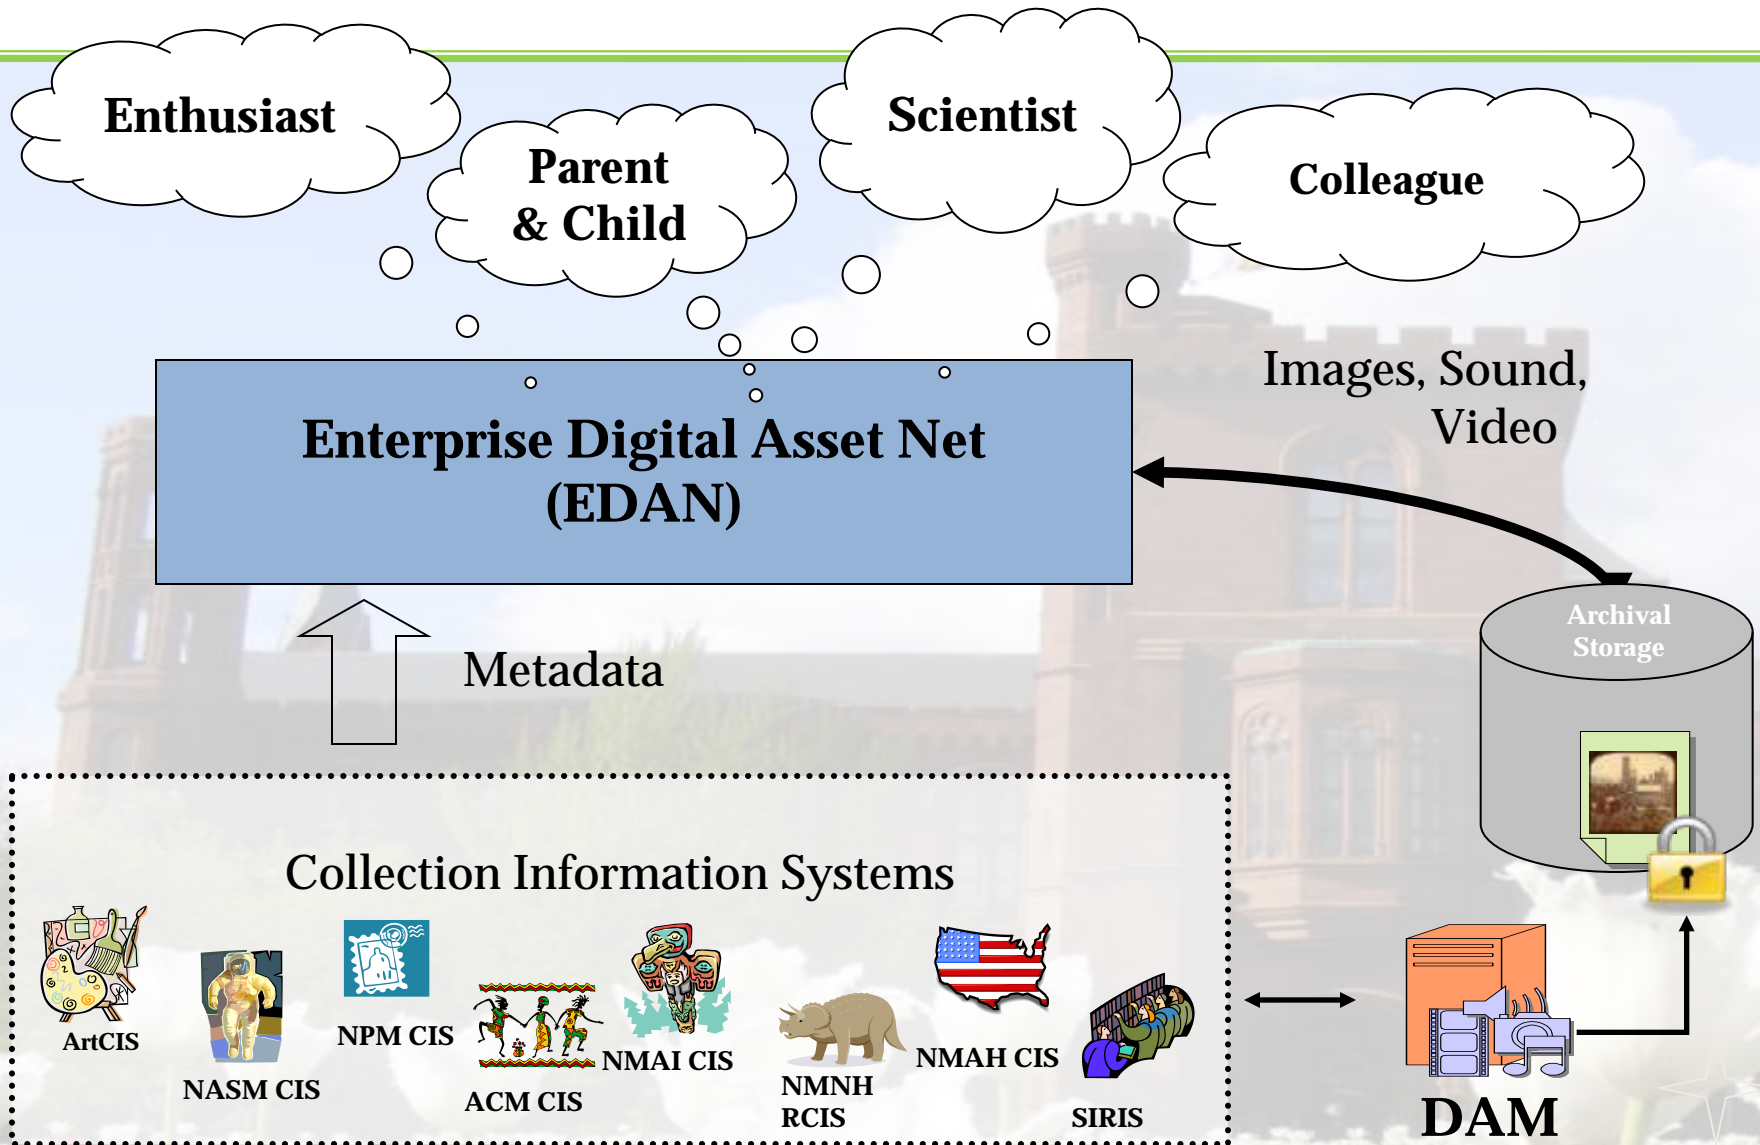 Enthusiast
Parent
& Child
Scientist
Colleague
Images, Sound,
Video
Enterprise Digital Asset Net
(EDAN)
Archival
Storage
Metadata
Collection Information Systems
ArtCIS
NASM CIS
NPM CIS
ACM CIS
NMAI CIS
NMNH
RCIS
NMAH CIS
SIRIS
DAM